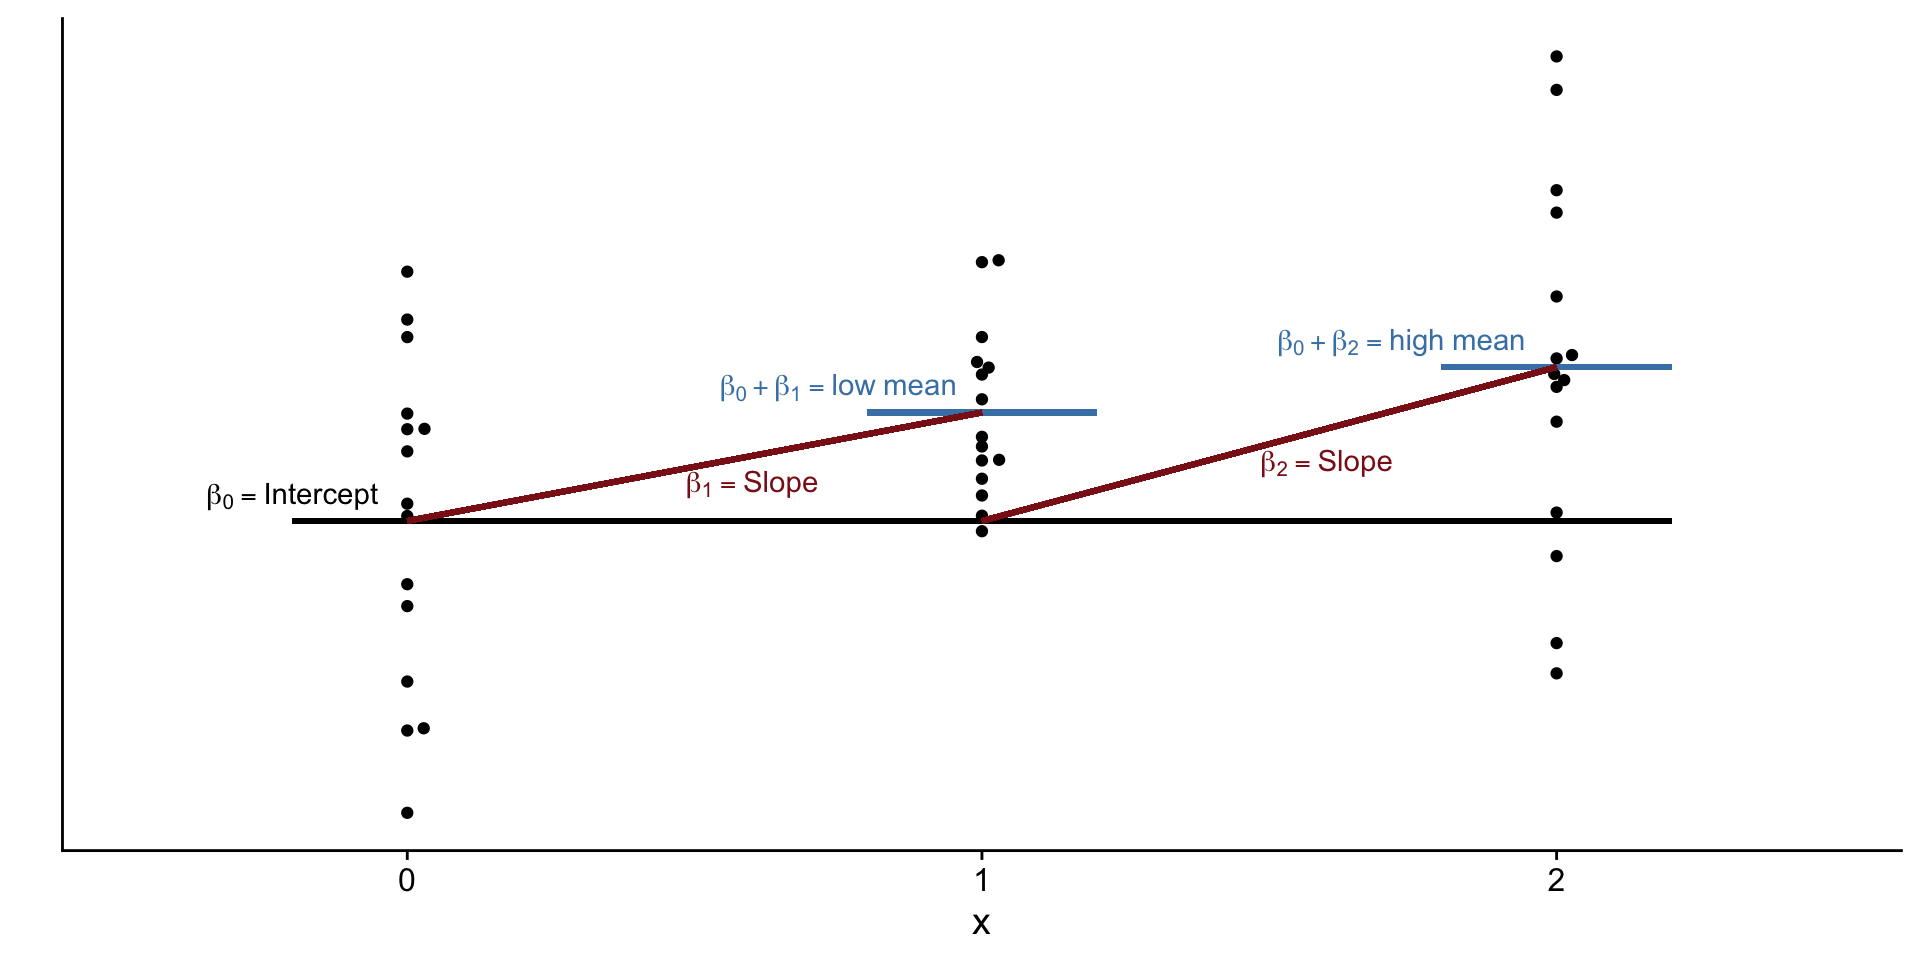 β₀ + β₂ = high mean
β₀ + β₁ = low mean
β₂ = Slope
β₁ = Slope
β₀ = Intercept
0 1 2
x